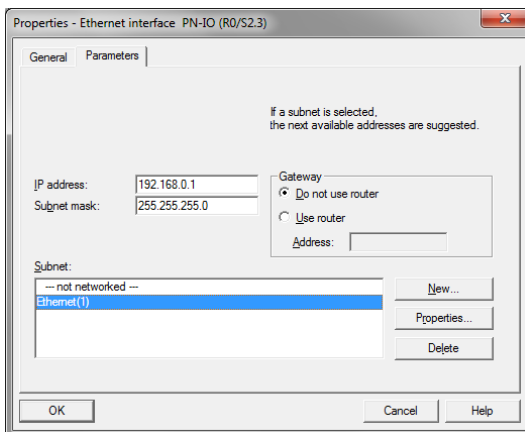 Properties - Ethernet interface PN-IO (R0/S2.3)
General
Parameters
If a subnet is selected,
the next available addresses are suggested.
IP address:
192.168.0.1
Subnet mask:
255.255.255.0
Gateway
Do not use router
Use router
Address:
Subnet:
--- not networked ---
Ethernet(1)
New...
Properties...
Delete
OK
Cancel
Help